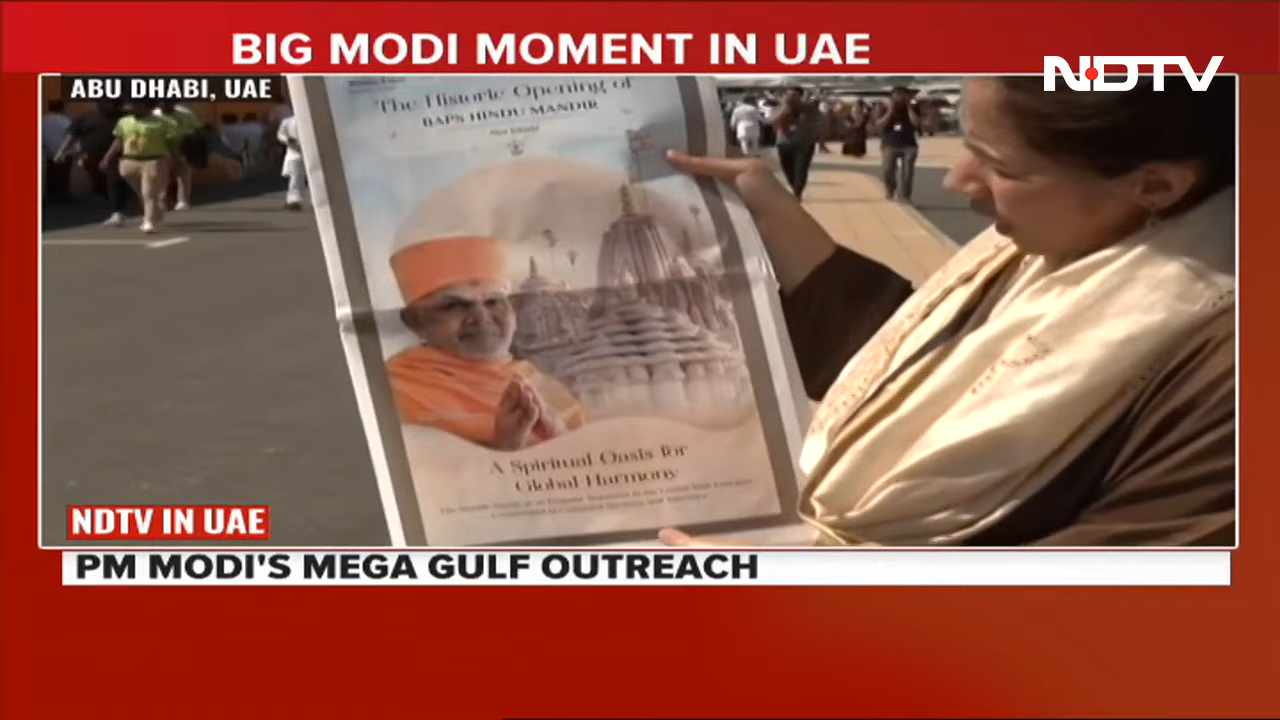 BIG MODI MOMENT IN UAE
NDTV
ABU DHABI, UAE
The Historic Opening of
BAPS HINDU MANDIR
Abu Dhabi
A Spiritual Oasis for
Global Harmony
NDTV IN UAE
PM MODI'S MEGA GULF OUTREACH